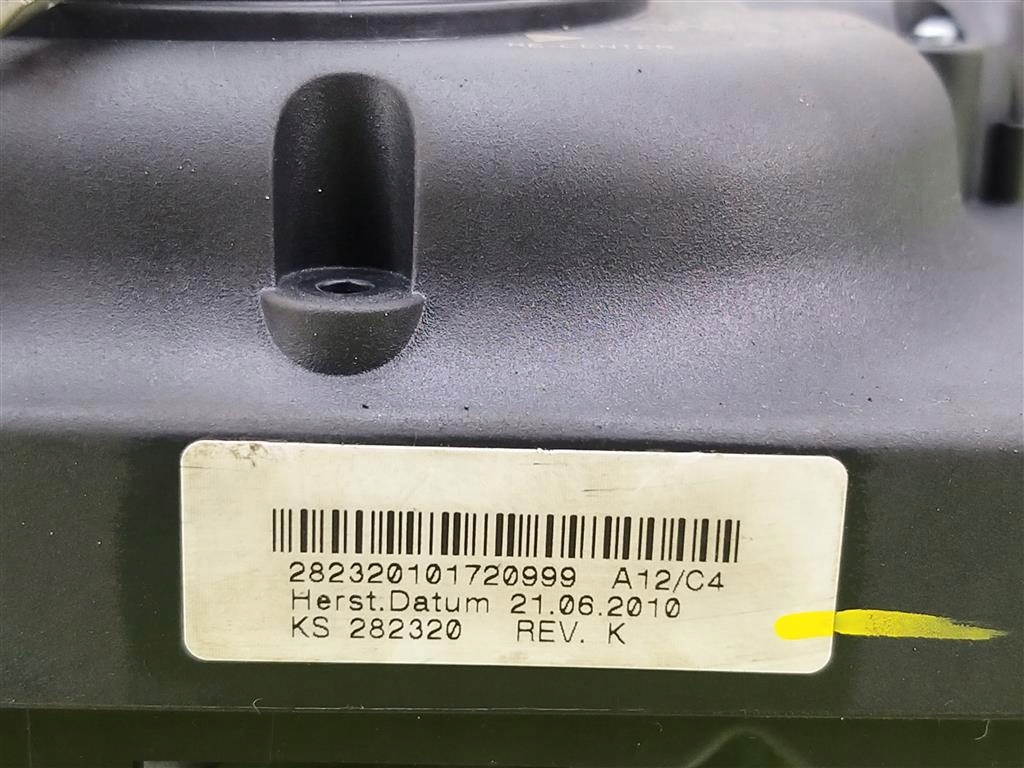 282320101720999 A12/C4
Herst.Datum 21.06.2010
KS 282320 REV. K